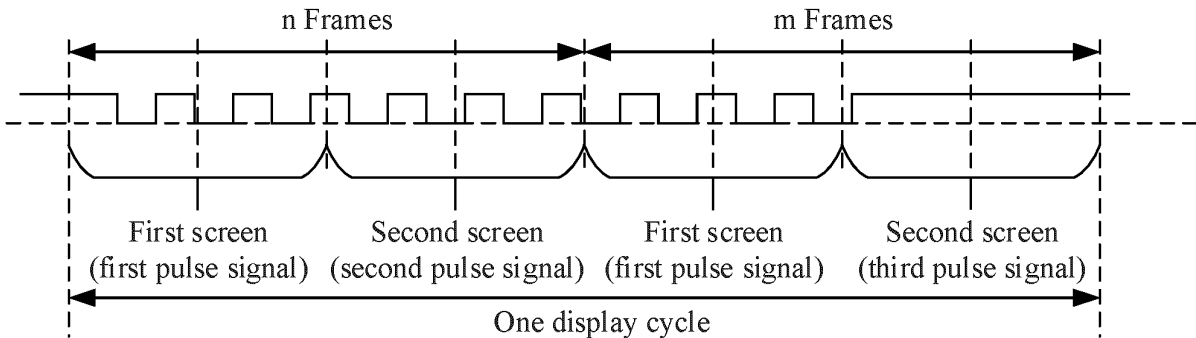 n Frames
m Frames
First screen
(first pulse signal)
Second screen
(second pulse signal)
First screen
(first pulse signal)
Second screen
(third pulse signal)
One display cycle